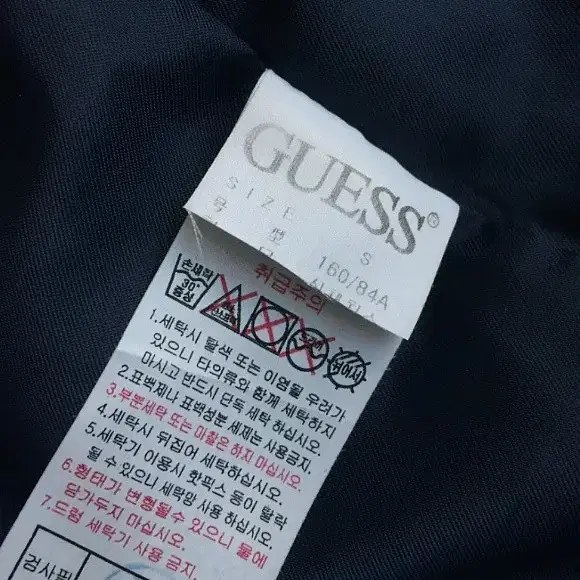 GUESS®
SIZE S
호 160/84A
취급주의
손세탁
30°
중성
1.세탁시 탈색 또는 이염될 우려가
있으니 타의류와 함께 세탁하지
마시고 반드시 단독 세탁 하십시오.
2.표백제나 표백성분 세제는 사용금지.
3.부분세탁 또는 마찰은 하지 마십시오.
4.세탁시 뒤집어 세탁하십시오.
5.세탁기 이용시 핫픽스 등이 탈락
될 수 있으니 세탁망 사용 하십시오.
6.형태가 변형될수 있으니 물에
담가두지 마십시오.
7.드럼 세탁기 사용 금지.
검사필